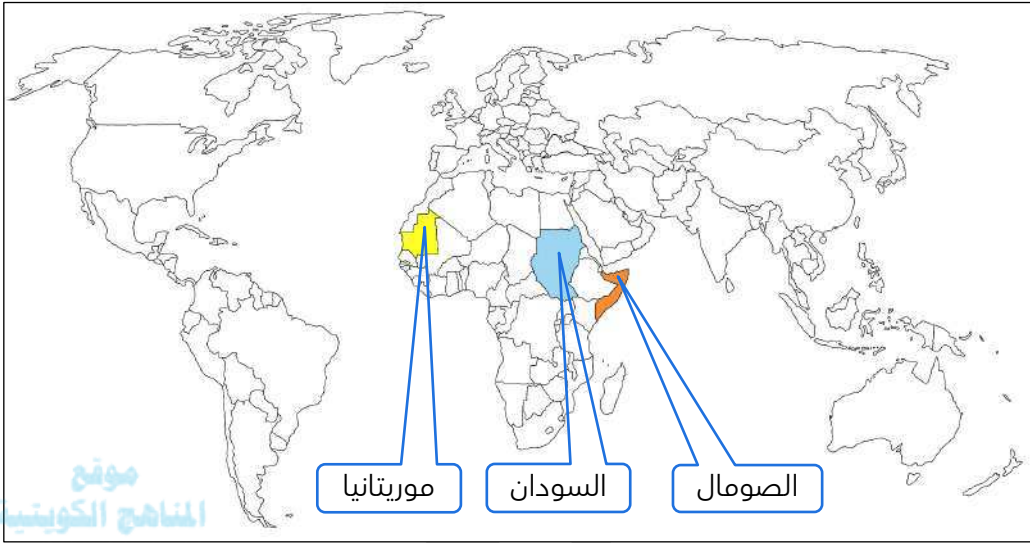 الصومال
السودان
موريتانيا
موقع
المناهج الكويتية